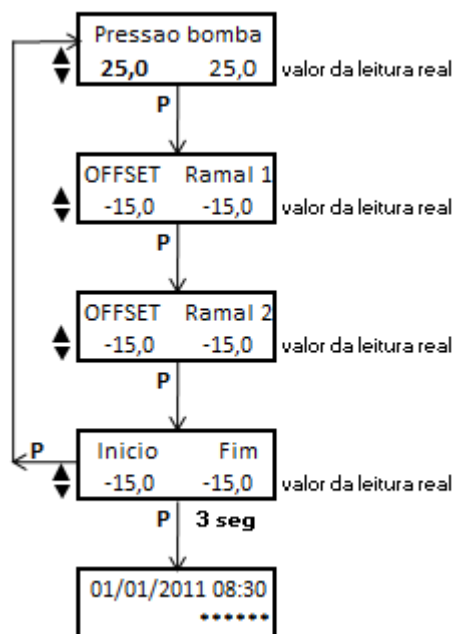 Pressao bomba
25,0 25,0 valor da leitura real
P
OFFSET Ramal 1
-15,0 -15,0 valor da leitura real
P
OFFSET Ramal 2
-15,0 -15,0 valor da leitura real
P
P Inicio Fim
-15,0 -15,0 valor da leitura real
P 3 seg
01/01/2011 08:30
******